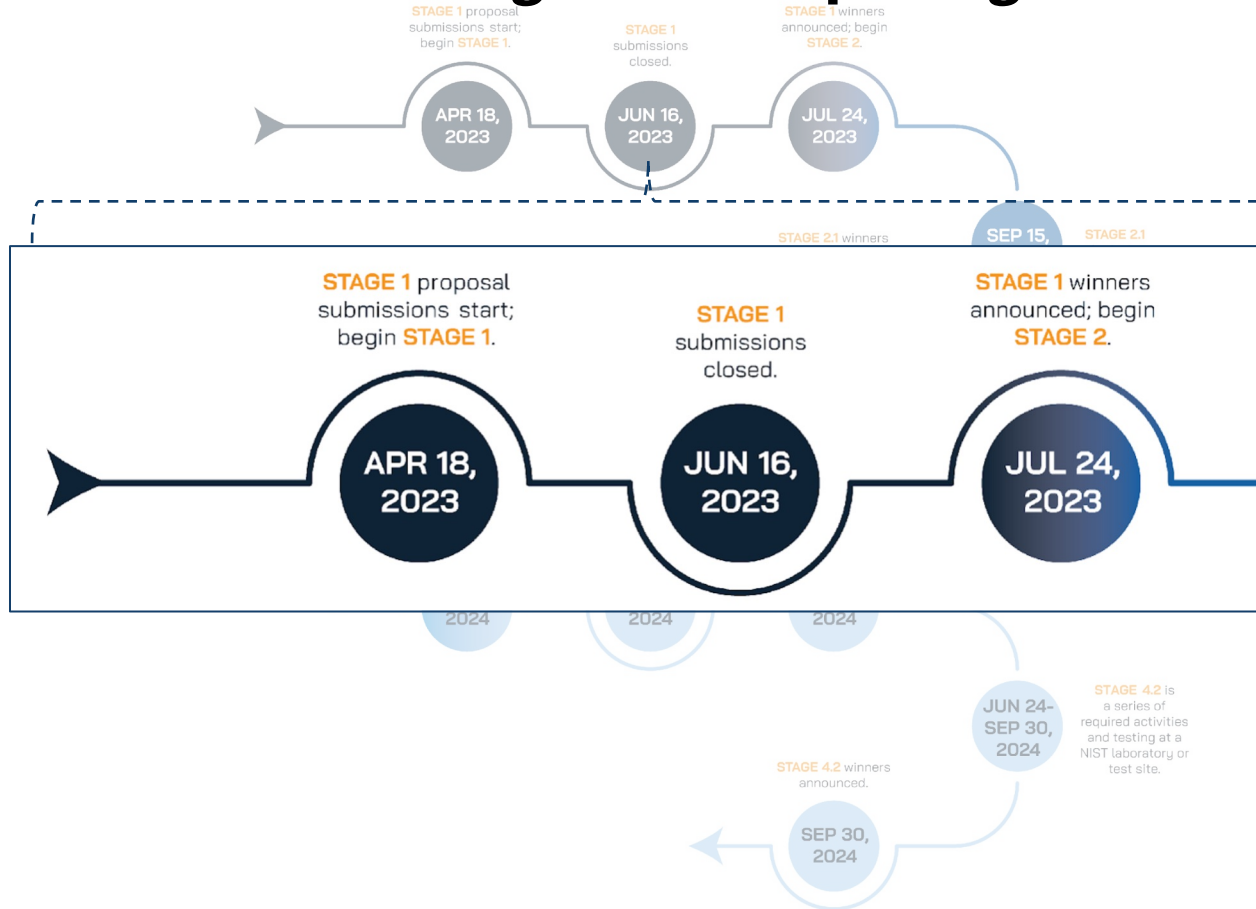 STAGE 1 proposal
submissions start;
begin STAGE 1.
STAGE 1
submissions
closed.
STAGE 1 winners
announced; begin
STAGE 2.
APR 18,
2023
JUN 16,
2023
JUL 24,
2023
STAGE 2.1 winners
SEP 15,
STAGE 2.1
STAGE 1 proposal
submissions start;
begin STAGE 1.
STAGE 1
submissions
closed.
STAGE 1 winners
announced; begin
STAGE 2.
APR 18,
2023
JUN 16,
2023
JUL 24,
2023
2024
2024
2024
JUN 24-
SEP 30,
2024
STAGE 4.2 is
a series of
required activities
and testing at a
NIST laboratory or
test site.
STAGE 4.2 winners
announced.
SEP 30,
2024